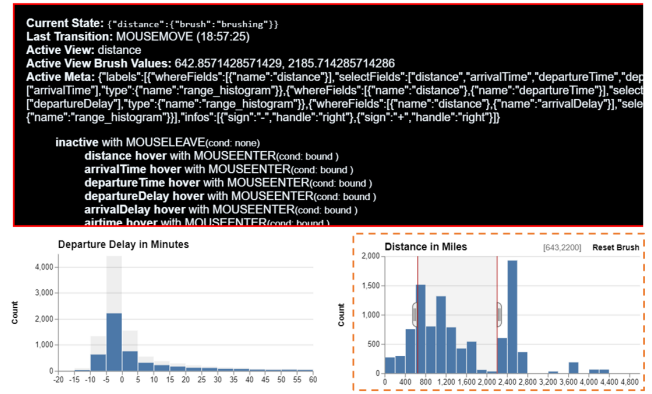 Current State: {"distance":{"brush":"brushing"}}
Last Transition: MOUSEMOVE (18:57:25)
Active View: distance
Active View Brush Values: 642.8571428571429, 2185.714285714286
Active Meta: {"labels":[{"whereFields":[{"name":"distance"}],"selectFields":["distance","arrivalTime","departureTime","dep
["arrivalTime"],"type":{"name":"range_histogram"}},{"whereFields":[{"name":"distance"},{"name":"departureTime"}],"select
["departureDelay"],"type":{"name":"range_histogram"}},{"whereFields":[{"name":"distance"},{"name":"arrivalDelay"}],"sele
{"name":"range_histogram"}}],"infos":[{"sign":"-","handle":"right"},{"sign":"+","handle":"right"}]}
inactive with MOUSELEAVE(cond: none)
distance hover with MOUSEENTER(cond: bound )
arrivalTime hover with MOUSEENTER(cond: bound )
departureTime hover with MOUSEENTER(cond: bound )
departureDelay hover with MOUSEENTER(cond: bound )
arrivalDelay hover with MOUSEENTER(cond: bound )
airtime hover with MOUSEENTER(cond: bound )
Departure Delay in Minutes
4,000
3,000
2,000
1,000
0
Count
-20 -15 -10 -5 0 5 10 15 20 25 30 35 40 45 50 55 60
Distance in Miles [643,2200] Reset Brush
2,000
1,500
1,000
500
0
Count
0 400 800 1,200 1,600 2,000 2,400 2,800 3,200 3,600 4,000 4,400 4,800